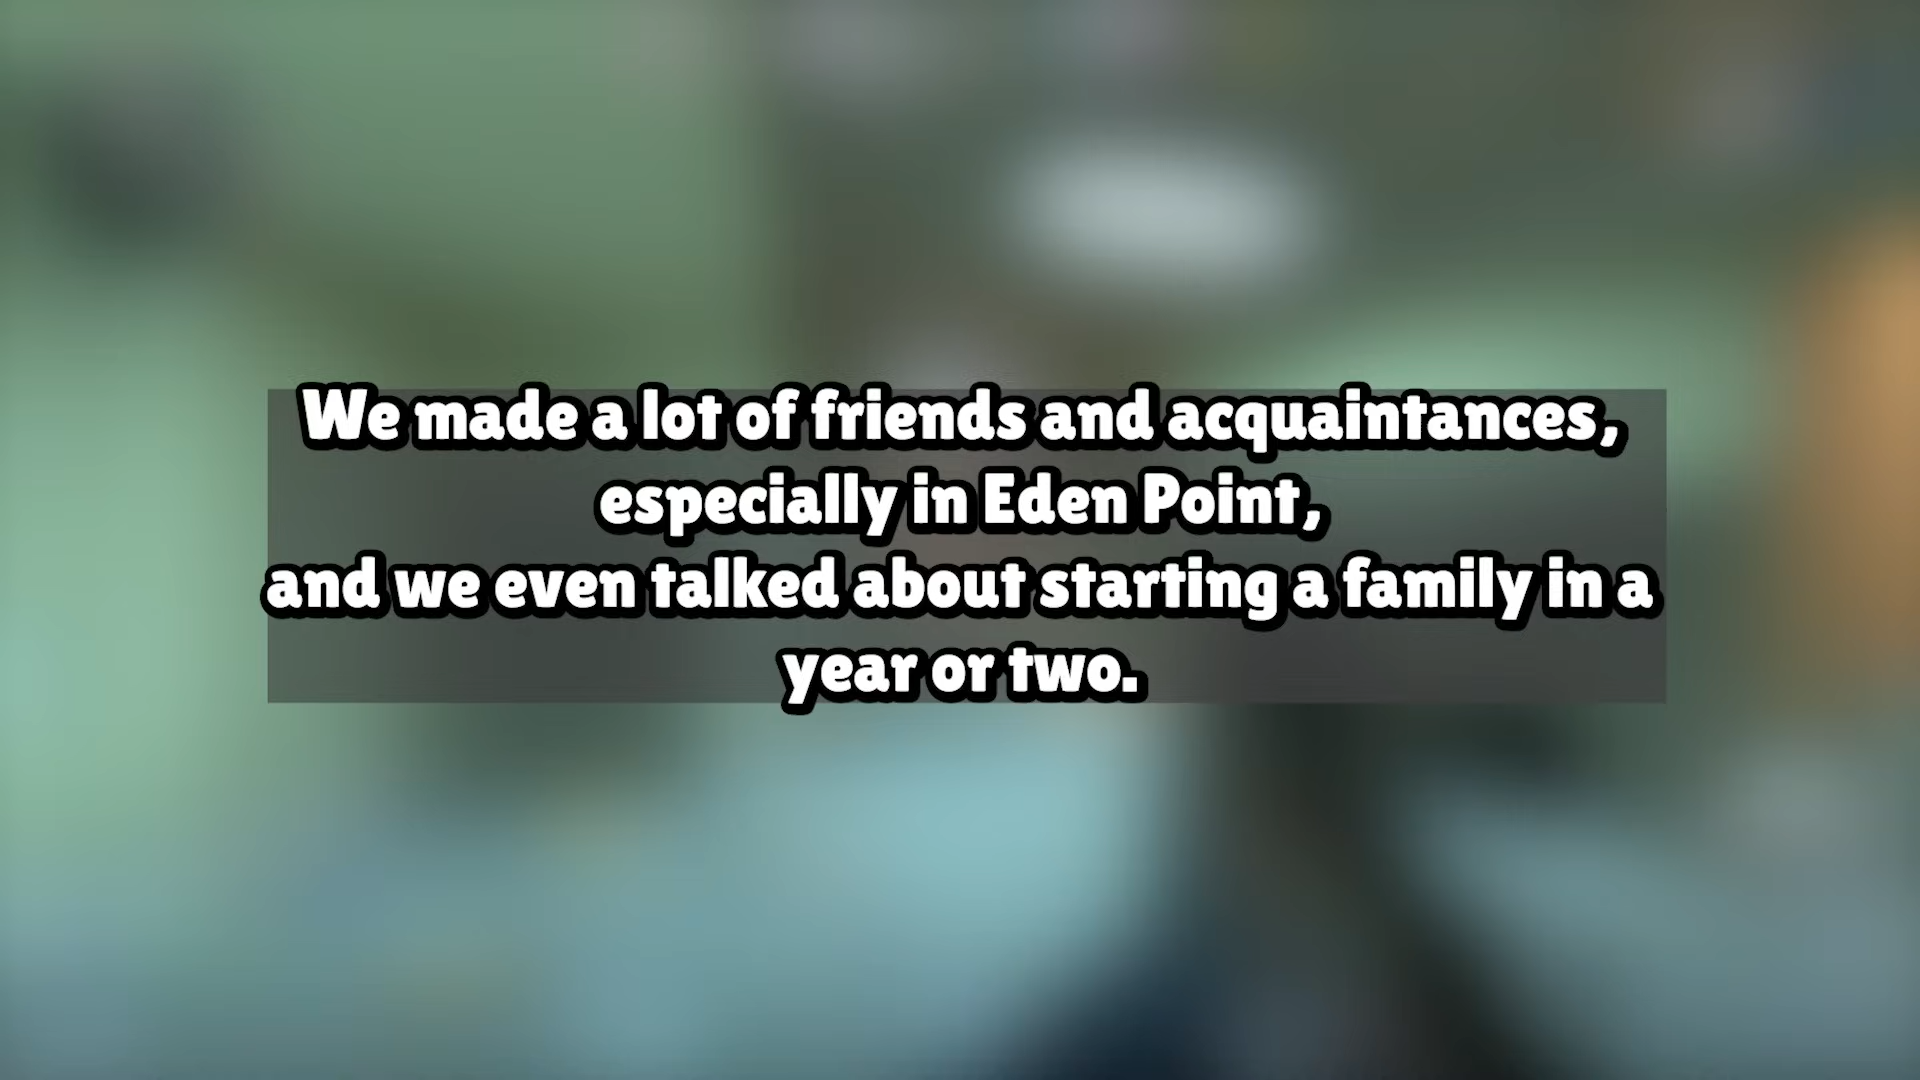 We made a lot of friends and acquaintances,
especially in Eden Point,
and we even talked about starting a family in a
year or two.